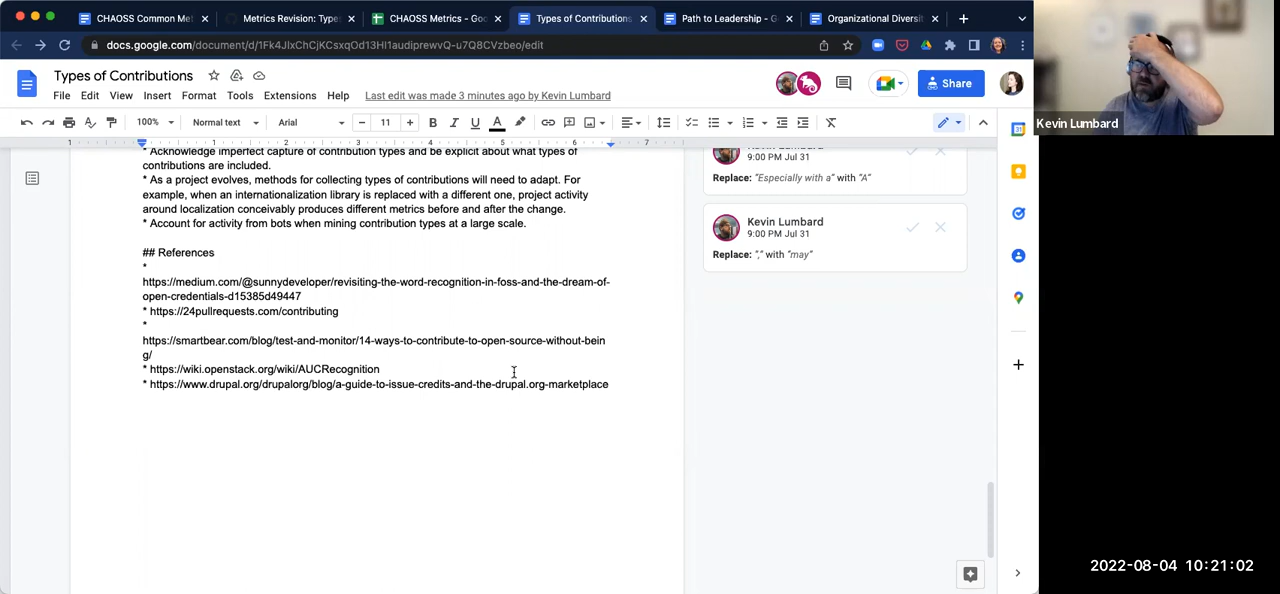 CHAOSS Common Me
Metrics Revision: Type
CHAOSS Metrics - Goo
Types of Contributions
Path to Leadership - G
Organizational Diversit
docs.google.com/document/d/1Fk4JlxChCjKCsxqOd13HI1audiprewvQ-u7Q8CVzbeo/edit
Types of Contributions
File Edit View Insert Format Tools Extensions Help Last edit was made 3 minutes ago by Kevin Lumbard
Share
100% Normal text Arial 11
1 1 2 3 4 5 6 7
* Acknowledge imperfect capture of contribution types and be explicit about what types of
contributions are included.
* As a project evolves, methods for collecting types of contributions will need to adapt. For
example, when an internationalization library is replaced with a different one, project activity
around localization conceivably produces different metrics before and after the change.
* Account for activity from bots when mining contribution types at a large scale.
## References
*
https://medium.com/@sunnydeveloper/revisiting-the-word-recognition-in-foss-and-the-dream-of-
open-credentials-d15385d49447
* https://24pullrequests.com/contributing
*
https://smartbear.com/blog/test-and-monitor/14-ways-to-contribute-to-open-source-without-bein
g/
* https://wiki.openstack.org/wiki/AUCRecognition
* https://www.drupal.org/drupalorg/blog/a-guide-to-issue-credits-and-the-drupal.org-marketplace
9:00 PM Jul 31
Replace: "Especially with a" with "A"
Kevin Lumbard
9:00 PM Jul 31
Replace: "," with "may"
Kevin Lumbard
2022-08-04 10:21:02